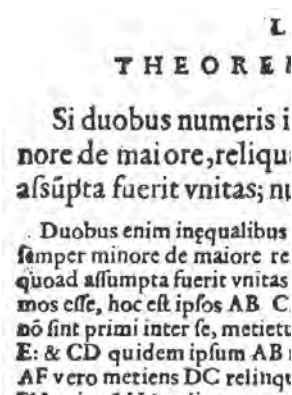 L
THEORE
Si duobus numeris i
nore de maiore, reliqu
assūpta fuerit vnitas; nu
Duobus enim inęqualibus
semper minore de maiore re
quoad assumpta fuerit vnitas
mos esse, hoc est ipsos AB C
nō sint primi inter se, metietu
E: & CD quidem ipsum AB
AF vero metiens DC relinqu